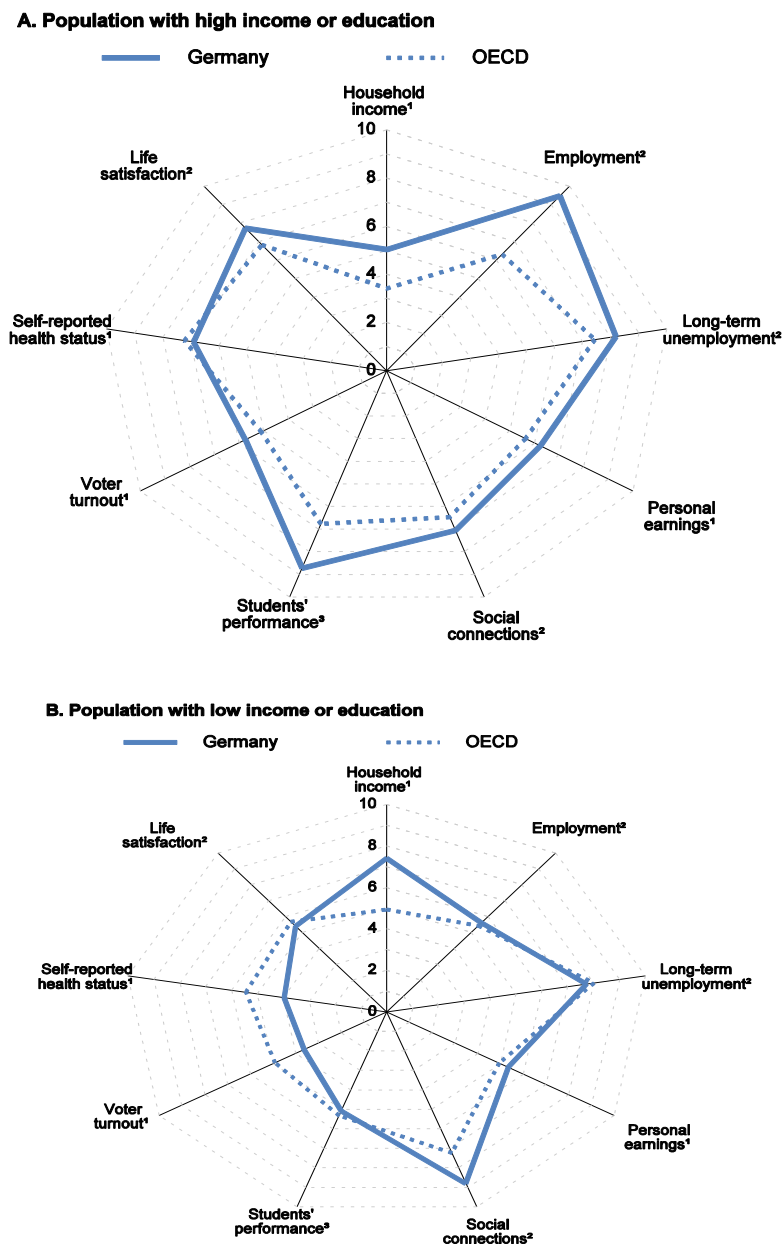 A. Population with high income or education
Germany
OECD
Household
income¹
10
8
6
4
2
0
Employment²
Long-term
unemployment²
Personal
earnings¹
Social
connections²
Students'
performance³
Voter
turnout¹
Self-reported
health status¹
Life
satisfaction²
B. Population with low income or education
Germany
OECD
Household
income¹
10
8
6
4
2
0
Employment²
Long-term
unemployment²
Personal
earnings¹
Social
connections²
Students'
performance³
Voter
turnout¹
Self-reported
health status¹
Life
satisfaction²